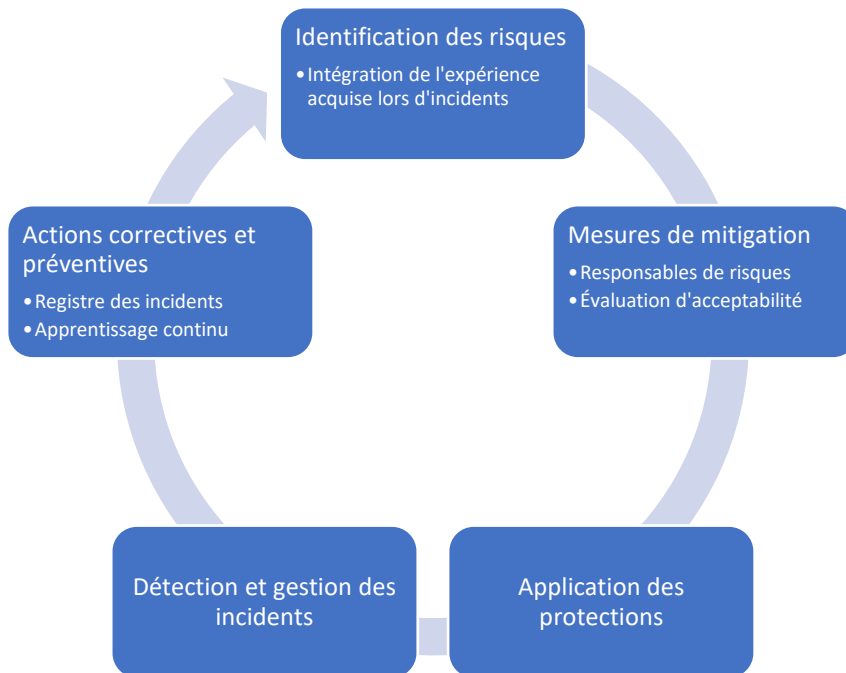 Identification des risques
•Intégration de l'expérience
acquise lors d'incidents
Mesures de mitigation
•Responsables de risques
•Évaluation d'acceptabilité
Application des
protections
Détection et gestion des
incidents
Actions correctives et
préventives
•Registre des incidents
•Apprentissage continu